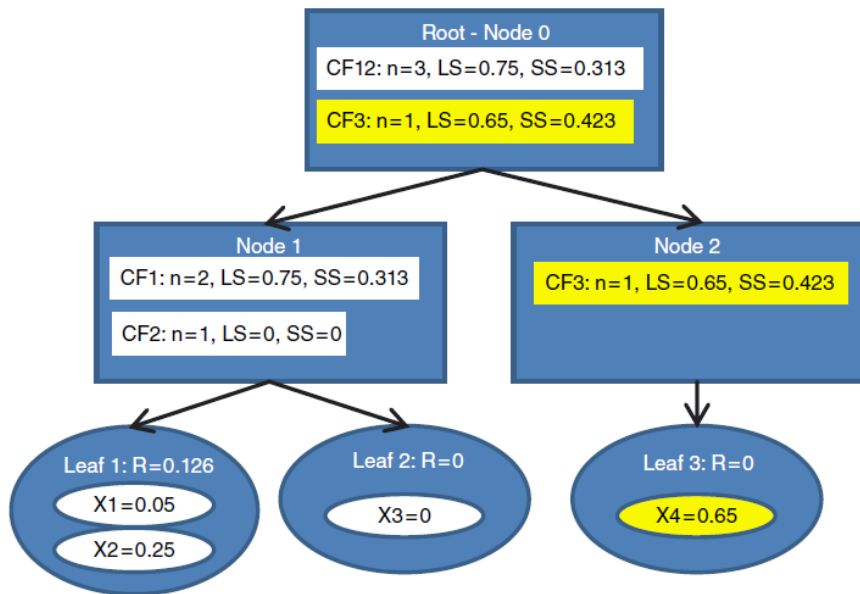 Root - Node 0
CF12: n=3, LS=0.75, SS=0.313
CF3: n=1, LS=0.65, SS=0.423
Node 1
CF1: n=2, LS=0.75, SS=0.313
CF2: n=1, LS=0, SS=0
Node 2
CF3: n=1, LS=0.65, SS=0.423
Leaf 1: R=0.126
X1=0.05
X2=0.25
Leaf 2: R=0
X3=0
Leaf 3: R=0
X4=0.65